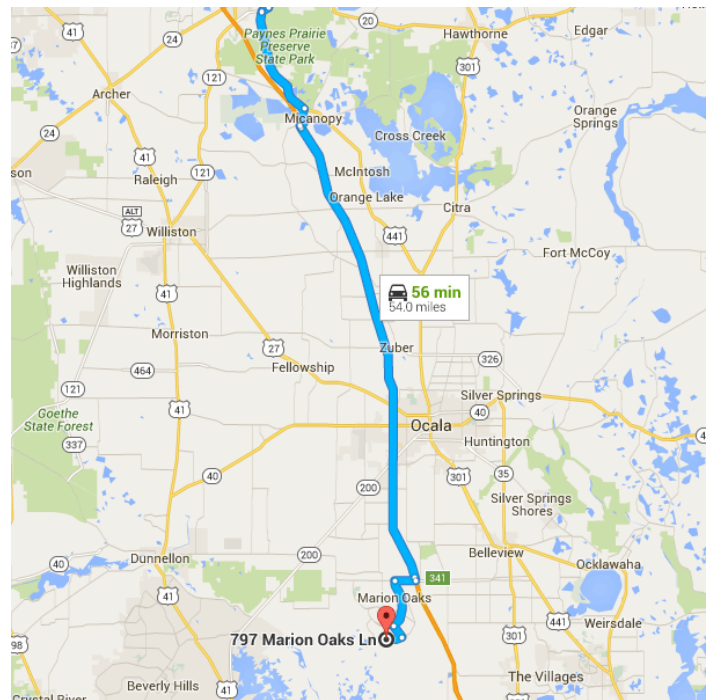 20
41
Paynes Prairie
Preserve
State Park
Hawthorne
Edgar
24
121
301
Archer
Micanopy
Orange
Springs
Cross Creek
24
41
121
McIntosh
Raleigh
Orange Lake
Citra
ALT
27
Williston
441
Fort McCoy
Williston
Highlands
41
56 min
54.0 miles
Morriston
Zuber
27
326
464
Fellowship
121
Silver Springs
41
40
Goethe
State Forest
Ocala
Huntington
337
40
35
301
200
Silver Springs
Shores
Dunnellon
200
Belleview
40
Ocklawaha
341
41
Marion Oaks
Weirsdale
797 Marion Oaks Ln
301
441
98
The Villages
Beverly Hills
Crystal River
41